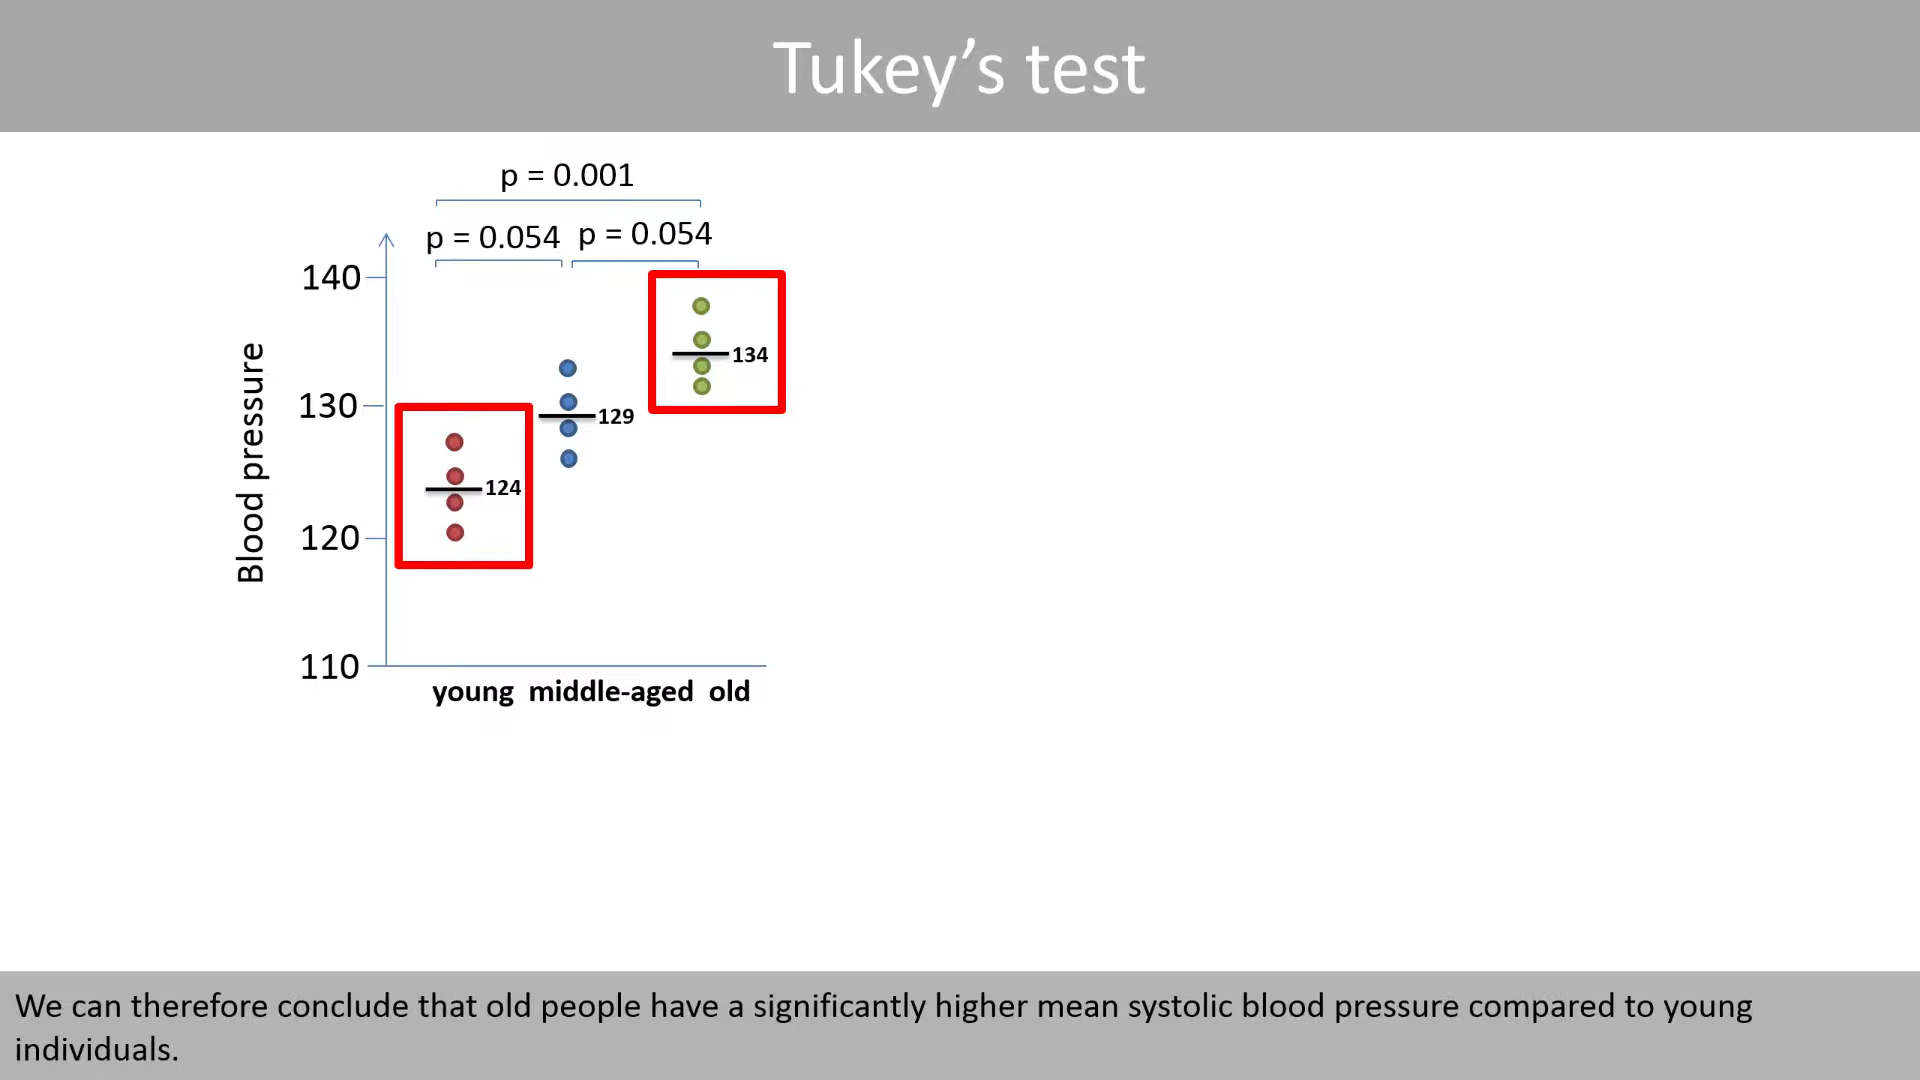 Tukey’s test
p = 0.001
p = 0.054 p = 0.054
140
134
130
129
124
120
110
Blood pressure
young middle-aged old
We can therefore conclude that old people have a significantly higher mean systolic blood pressure compared to young
individuals.